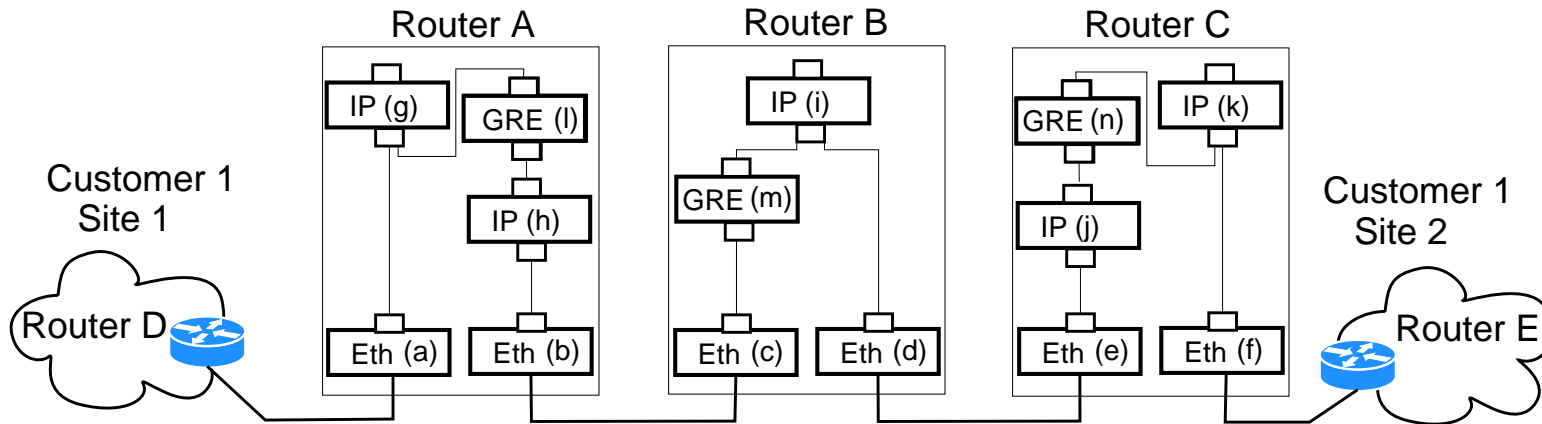 Router A
Router B
Router C
IP (g)
GRE (l)
IP (h)
Eth (a)
Eth (b)
IP (i)
GRE (m)
Eth (c)
Eth (d)
GRE (n)
IP (k)
IP (j)
Eth (e)
Eth (f)
Customer 1
Site 1
Router D
Customer 1
Site 2
Router E